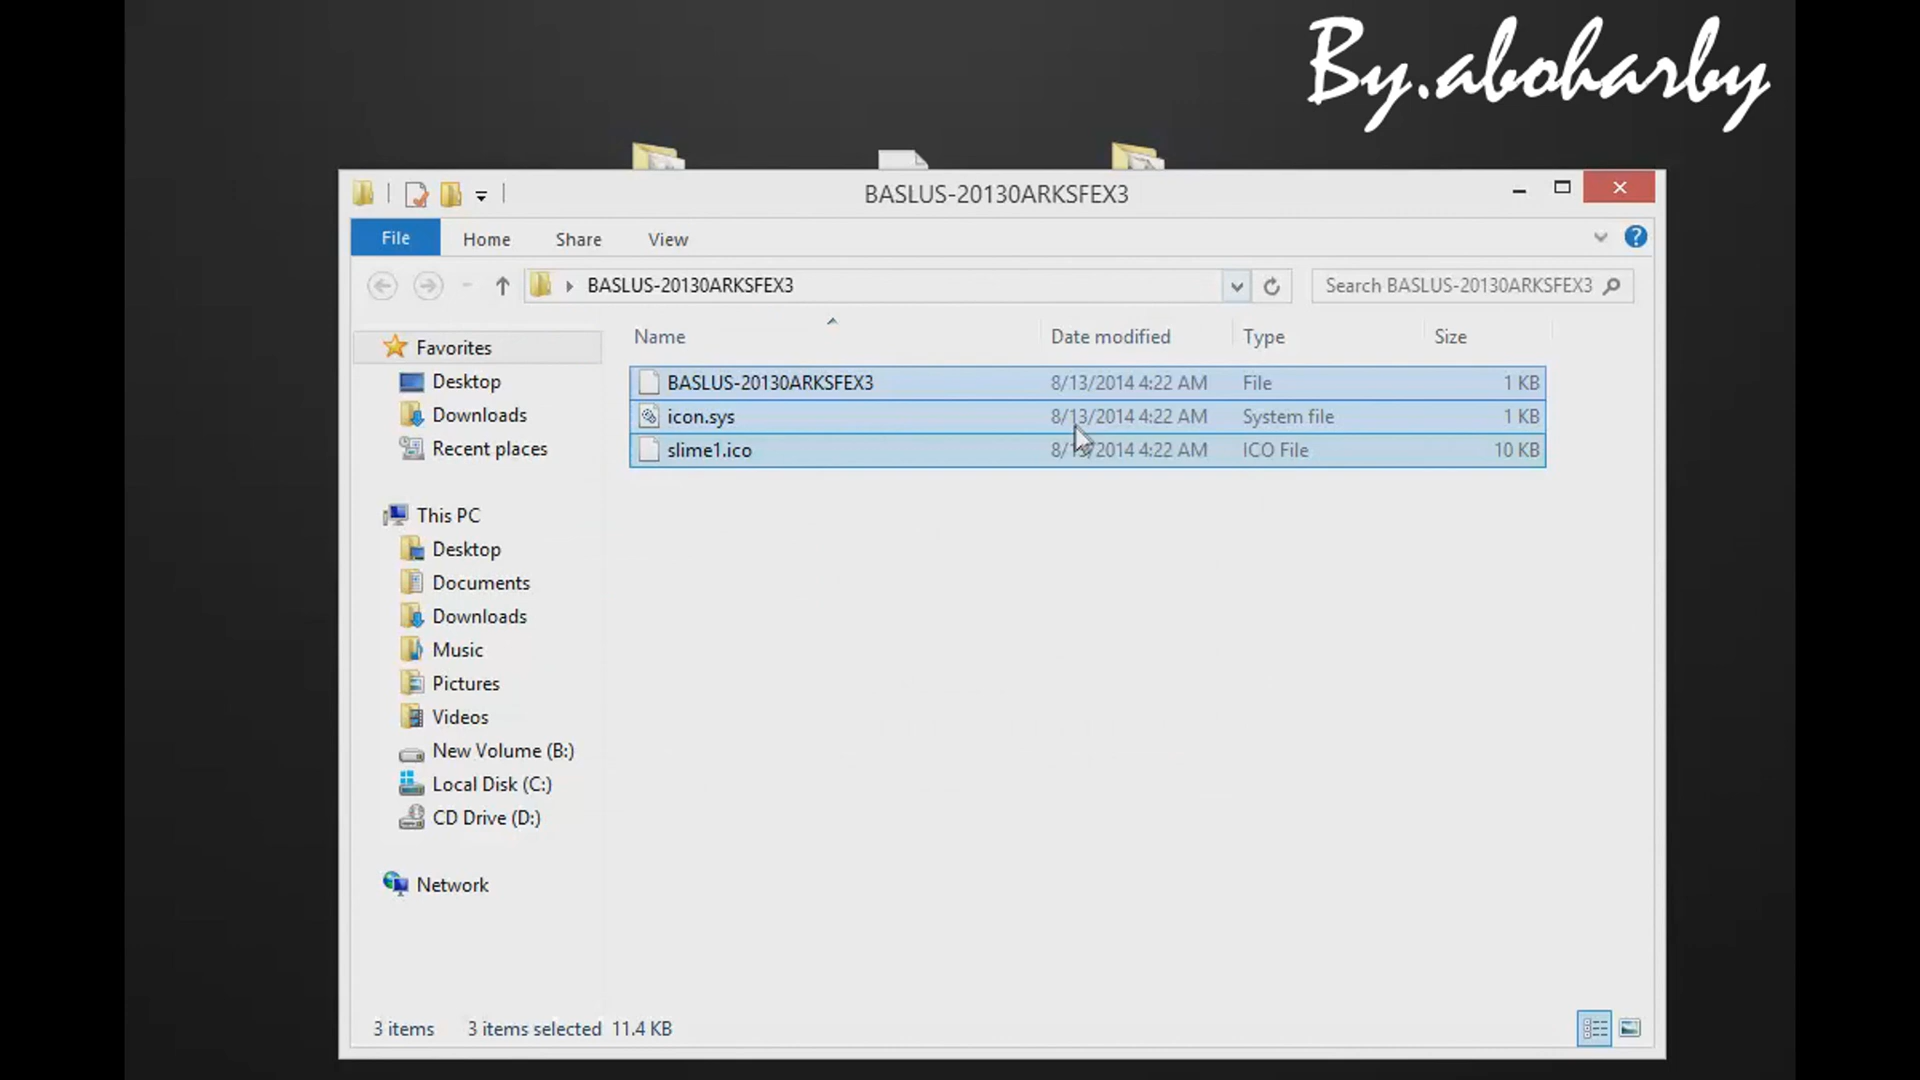 By.aboharby
BASLUS-20130ARKSFEX3
File Home Share View
BASLUS-20130ARKSFEX3 Search BASLUS-20130ARKSFEX3
Name Date modified Type Size
BASLUS-20130ARKSFEX3 8/13/2014 4:22 AM File 1 KB
icon.sys 8/13/2014 4:22 AM System file 1 KB
slime1.ico 8/13/2014 4:22 AM ICO File 10 KB
Favorites
Desktop
Downloads
Recent places
This PC
Desktop
Documents
Downloads
Music
Pictures
Videos
New Volume (B:)
Local Disk (C:)
CD Drive (D:)
Network
3 items 3 items selected 11.4 KB